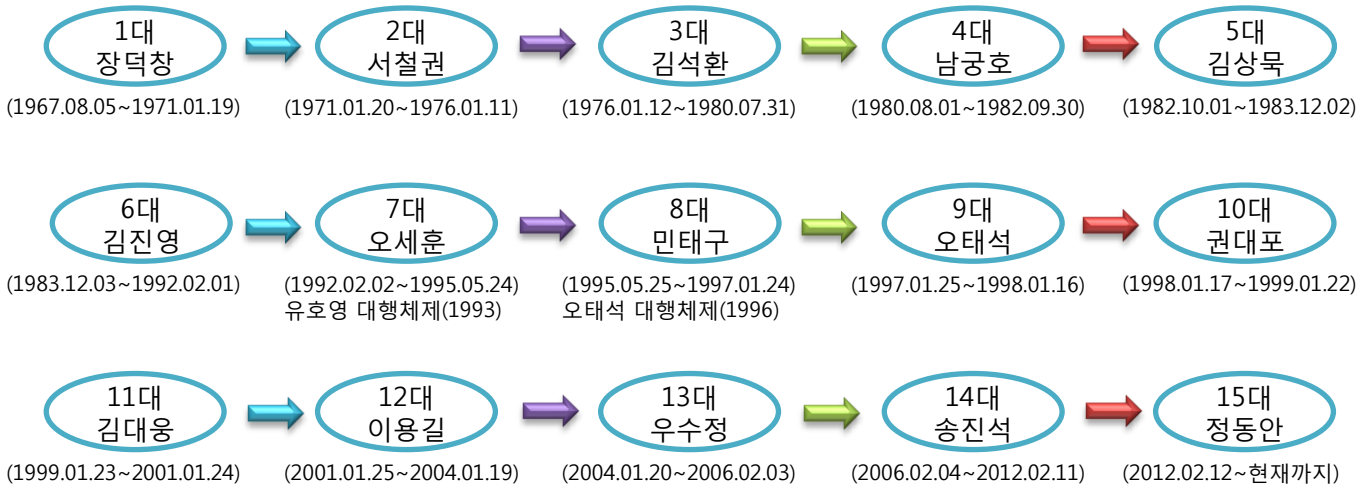 1대
장덕창
(1967.08.05~1971.01.19)
2대
서철권
(1971.01.20~1976.01.11)
3대
김석환
(1976.01.12~1980.07.31)
4대
남궁호
(1980.08.01~1982.09.30)
5대
김상묵
(1982.10.01~1983.12.02)
6대
김진영
(1983.12.03~1992.02.01)
7대
오세훈
(1992.02.02~1995.05.24)
유호영 대행체제(1993)
8대
민태구
(1995.05.25~1997.01.24)
오태석 대행체제(1996)
9대
오태석
(1997.01.25~1998.01.16)
10대
권대포
(1998.01.17~1999.01.22)
11대
김대웅
(1999.01.23~2001.01.24)
12대
이용길
(2001.01.25~2004.01.19)
13대
우수정
(2004.01.20~2006.02.03)
14대
송진석
(2006.02.04~2012.02.11)
15대
정동안
(2012.02.12~현재까지)